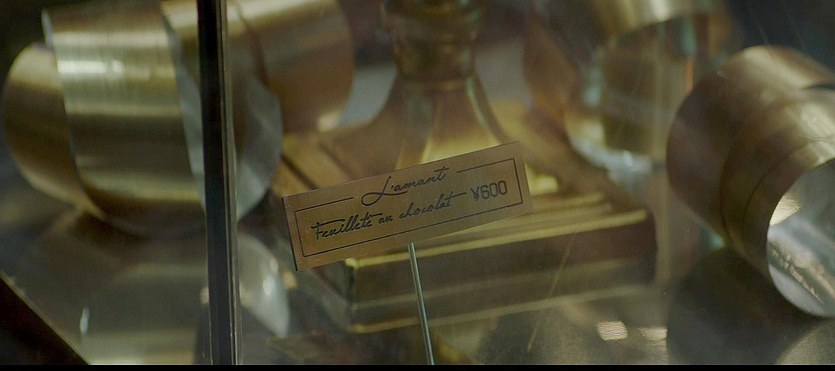 L'amant
Feuilleté au chocolat ¥600